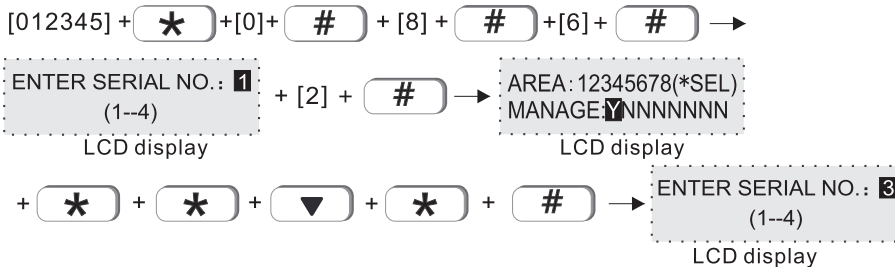 [012345] + * +[0]+ # + [8] + # +[6]+ # →
ENTER SERIAL NO.: 1
(1--4)
LCD display
+ [2] + # →
AREA:12345678(*SEL)
MANAGE:YNNNNNNN
LCD display
+ * + * + ▼ + * + # →
ENTER SERIAL NO.: 3
(1--4)
LCD display